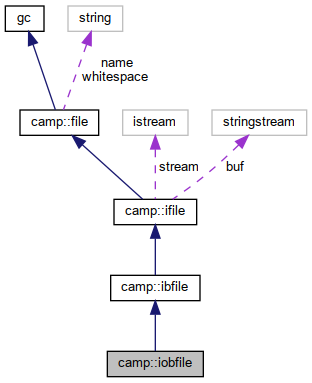 gc
string
name
whitespace
camp::file
istream
stringstream
stream
buf
camp::ifile
camp::ibfile
camp::iobfile